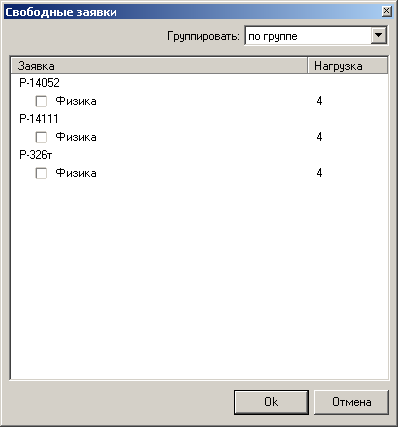 Свободные заявки
Группировать: по группе
Заявка Нагрузка
Р-14052
Физика 4
Р-14111
Физика 4
Р-326т
Физика 4
Ok Отмена